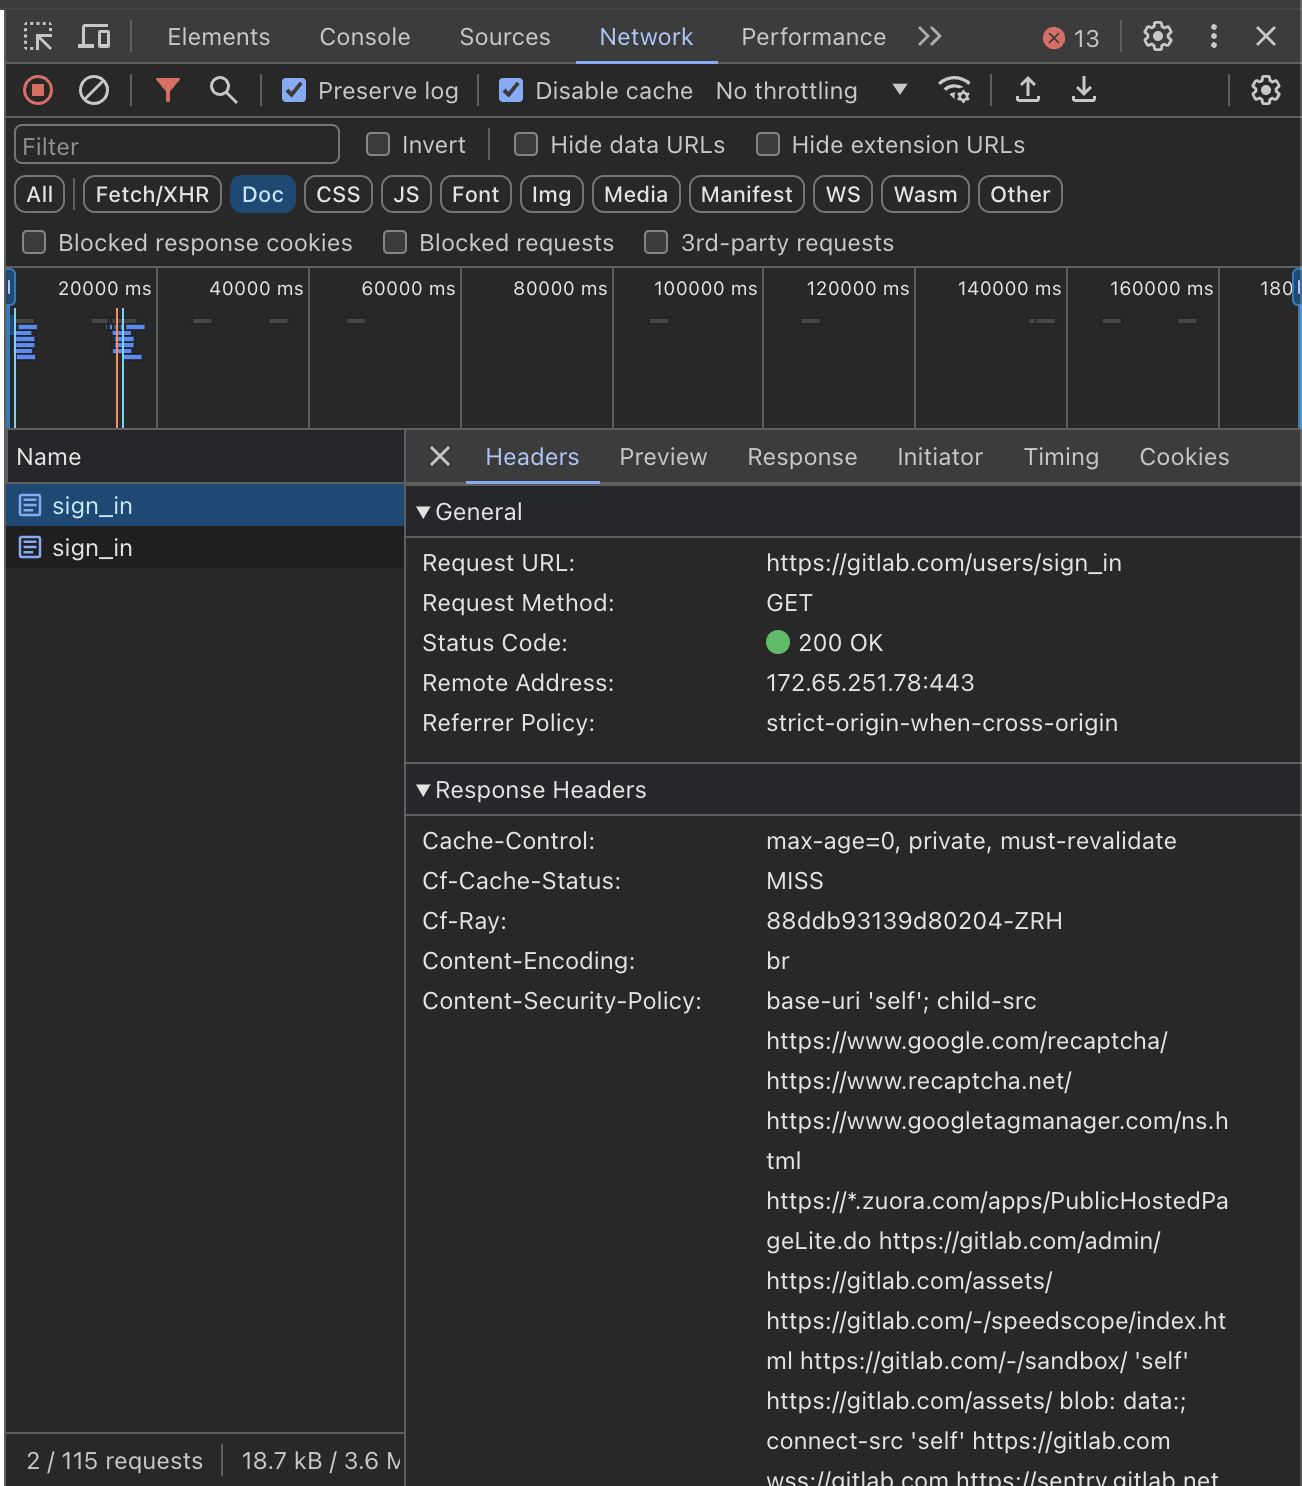 Elements Console Sources Network Performance 13
Preserve log Disable cache No throttling
Filter Invert Hide data URLs Hide extension URLs
All Fetch/XHR Doc CSS JS Font Img Media Manifest WS Wasm Other
Blocked response cookies Blocked requests 3rd-party requests
20000 ms 40000 ms 60000 ms 80000 ms 100000 ms 120000 ms 140000 ms 160000 ms 180
Name
sign_in
sign_in
2 / 115 requests 18.7 kB / 3.6 M
Headers Preview Response Initiator Timing Cookies
General
Request URL: https://gitlab.com/users/sign_in
Request Method: GET
Status Code: 200 OK
Remote Address: 172.65.251.78:443
Referrer Policy: strict-origin-when-cross-origin
Response Headers
Cache-Control: max-age=0, private, must-revalidate
Cf-Cache-Status: MISS
Cf-Ray: 88ddb93139d80204-ZRH
Content-Encoding: br
Content-Security-Policy: base-uri 'self'; child-src
https://www.google.com/recaptcha/
https://www.recaptcha.net/
https://www.googletagmanager.com/ns.h
tml
https://*.zuora.com/apps/PublicHostedPa
geLite.do https://gitlab.com/admin/
https://gitlab.com/assets/
https://gitlab.com/-/speedscope/index.ht
ml https://gitlab.com/-/sandbox/ 'self'
https://gitlab.com/assets/ blob: data:;
connect-src 'self' https://gitlab.com
wss://gitlab.com https://sentry.gitlab.net